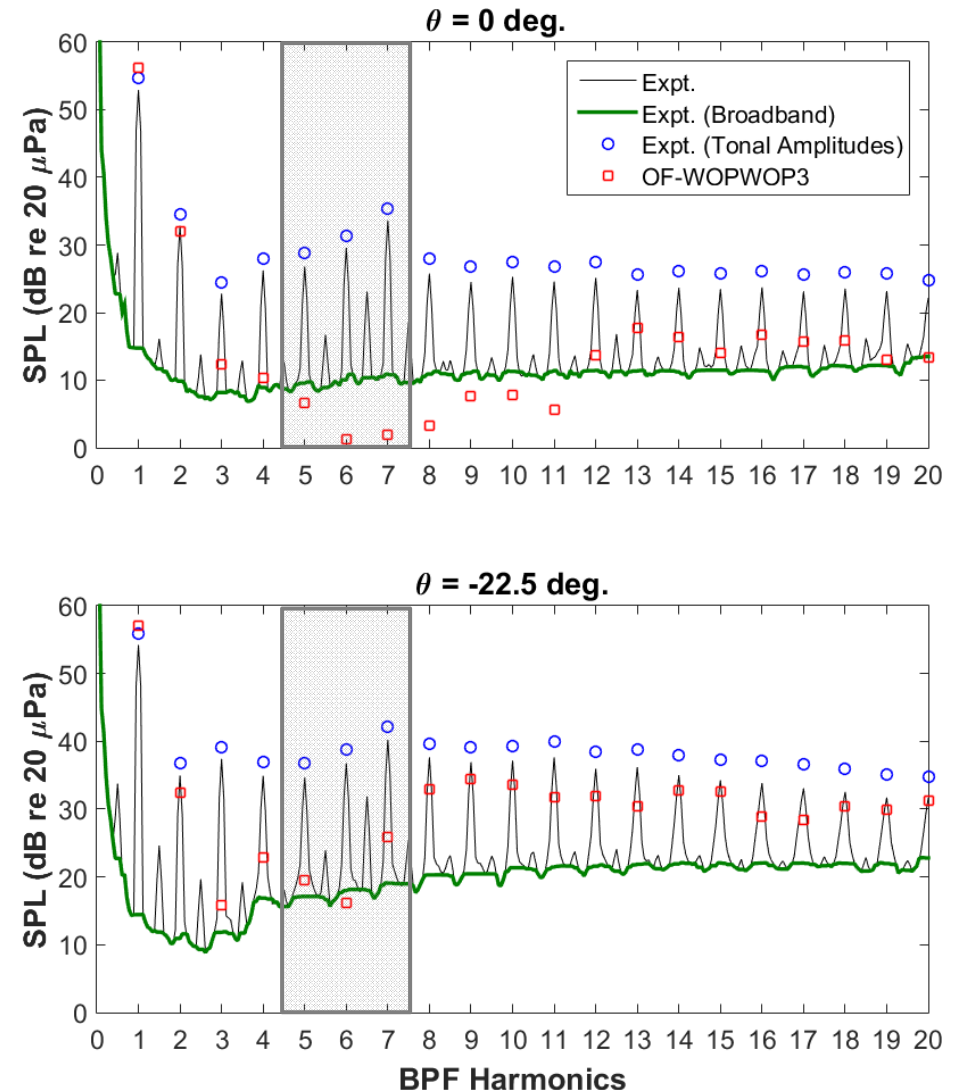 θ = 0 deg.
60
50
40
30
20
10
0
SPL (dB re 20 μPa)
Expt.
Expt. (Broadband)
Expt. (Tonal Amplitudes)
OF-WOPWOP3
0 1 2 3 4 5 6 7 8 9 10 11 12 13 14 15 16 17 18 19 20
θ = -22.5 deg.
60
50
40
30
20
10
0
SPL (dB re 20 μPa)
0 1 2 3 4 5 6 7 8 9 10 11 12 13 14 15 16 17 18 19 20
BPF Harmonics